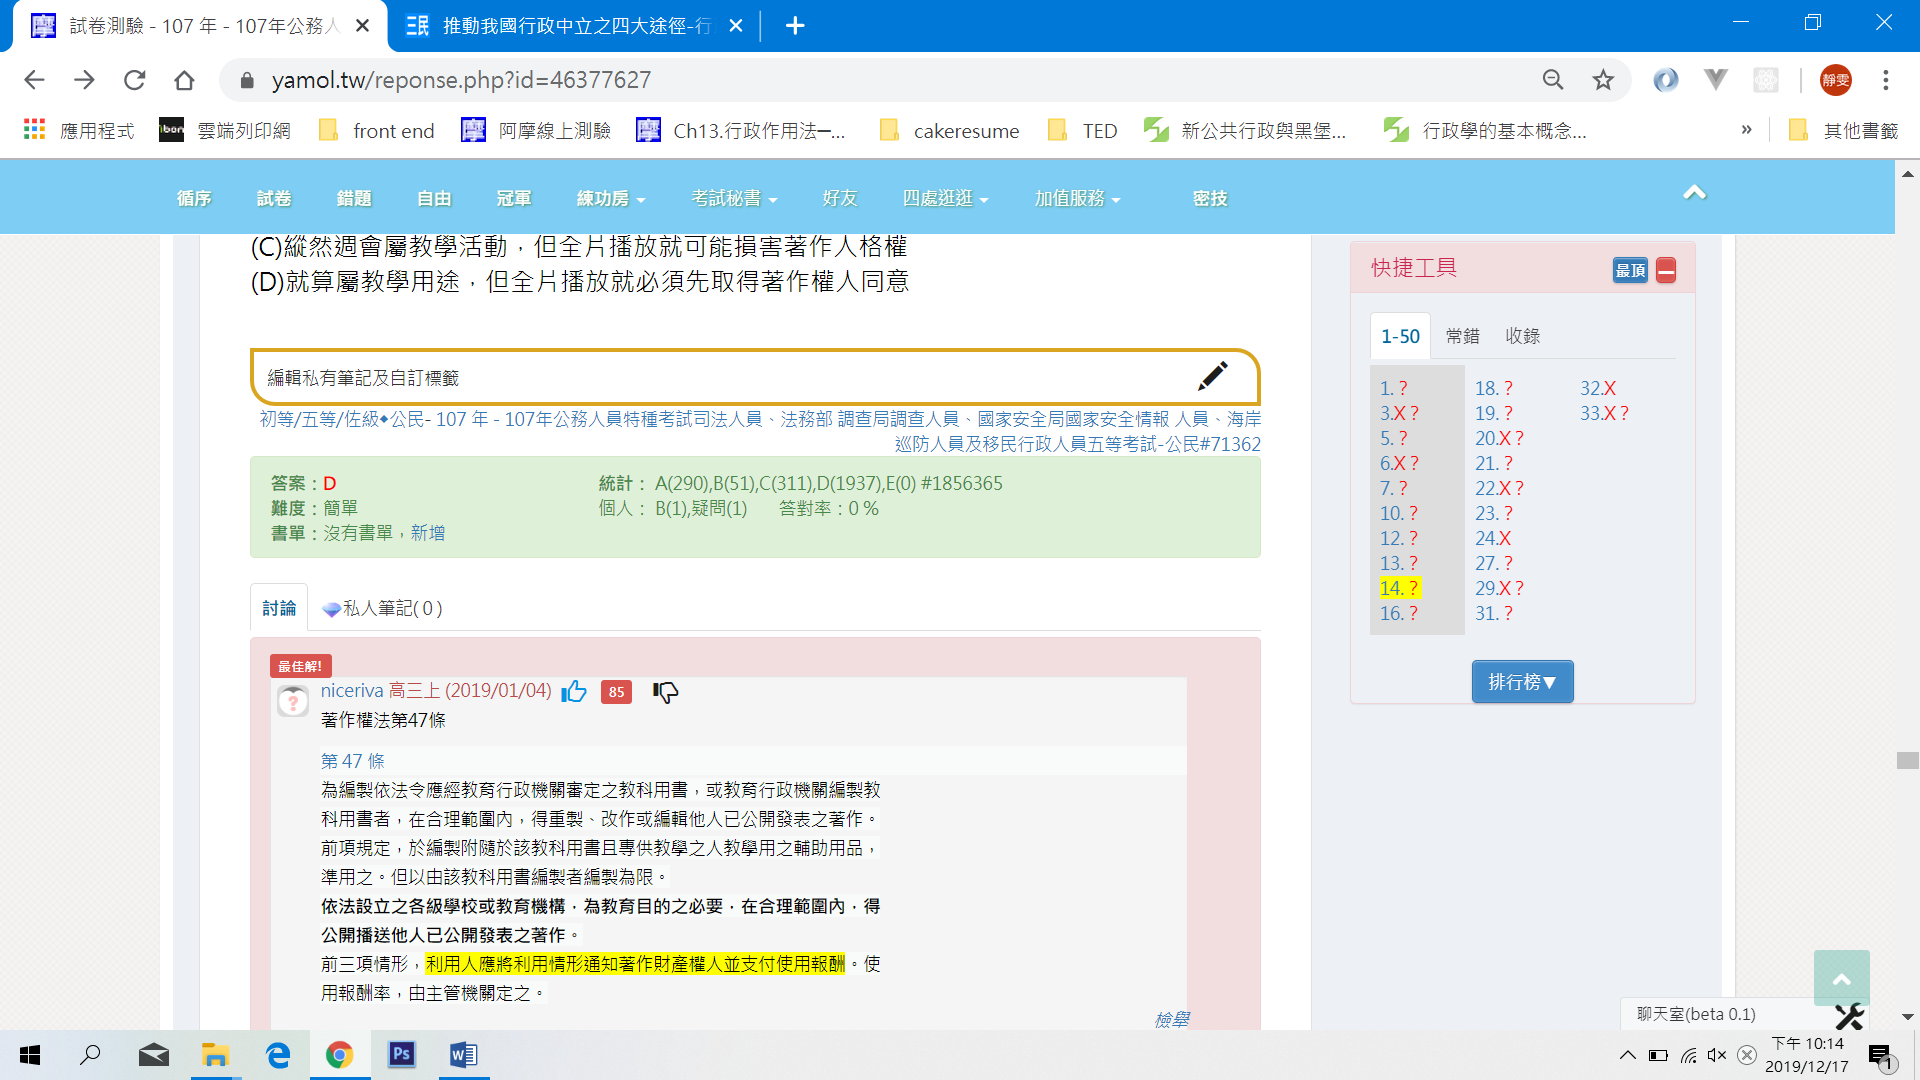 試卷測驗 - 107 年 - 107年公務人
推動我國行政中立之四大途徑-行
yamol.tw/reponse.php?id=46377627
靜雯
應用程式
ibon
雲端列印網
front end
阿摩線上測驗
Ch13.行政作用法─...
cakeresume
TED
新公共行政與黑堡...
行政學的基本概念...
»
其他書籤
循序
試卷
錯題
自由
冠軍
練功房
考試秘書
好友
四處逛逛
加值服務
密技
(C)縱然週會屬教學活動，但全片播放就可能損害著作人格權
(D)就算屬教學用途，但全片播放就必須先取得著作權人同意
編輯私有筆記及自訂標籤
初等/五等/佐級◆公民- 107 年 - 107年公務人員特種考試司法人員、法務部 調查局調查人員、國家安全局國家安全情報 人員、海岸
巡防人員及移民行政人員五等考試-公民#71362
答案：D
統計： A(290),B(51),C(311),D(1937),E(0) #1856365
難度：簡單
個人： B(1),疑問(1) 答對率：0 %
書單：沒有書單，新增
討論
私人筆記( 0 )
最佳解!
niceriva 高三上 (2019/01/04)
85
著作權法第47條
第 47 條
為編製依法令應經教育行政機關審定之教科用書，或教育行政機關編製教
科用書者，在合理範圍內，得重製、改作或編輯他人已公開發表之著作。
前項規定，於編製附隨於該教科用書且專供教學之人教學用之輔助用品，
準用之。但以由該教科用書編製者編製為限。
依法設立之各級學校或教育機構，為教育目的之必要，在合理範圍內，得
公開播送他人已公開發表之著作。
前三項情形，利用人應將利用情形通知著作財產權人並支付使用報酬。使
用報酬率，由主管機關定之。
檢舉
快捷工具
最頂
1-50
常錯
收錄
1. ?
3.X ?
5. ?
6.X ?
7. ?
10. ?
12. ?
13. ?
14. ?
16. ?
18. ?
19. ?
20.X ?
21. ?
22.X ?
23. ?
24.X
27. ?
29.X ?
31. ?
32.X
33.X ?
排行榜▼
聊天室(beta 0.1)
Ps
下午 10:14
2019/12/17
1